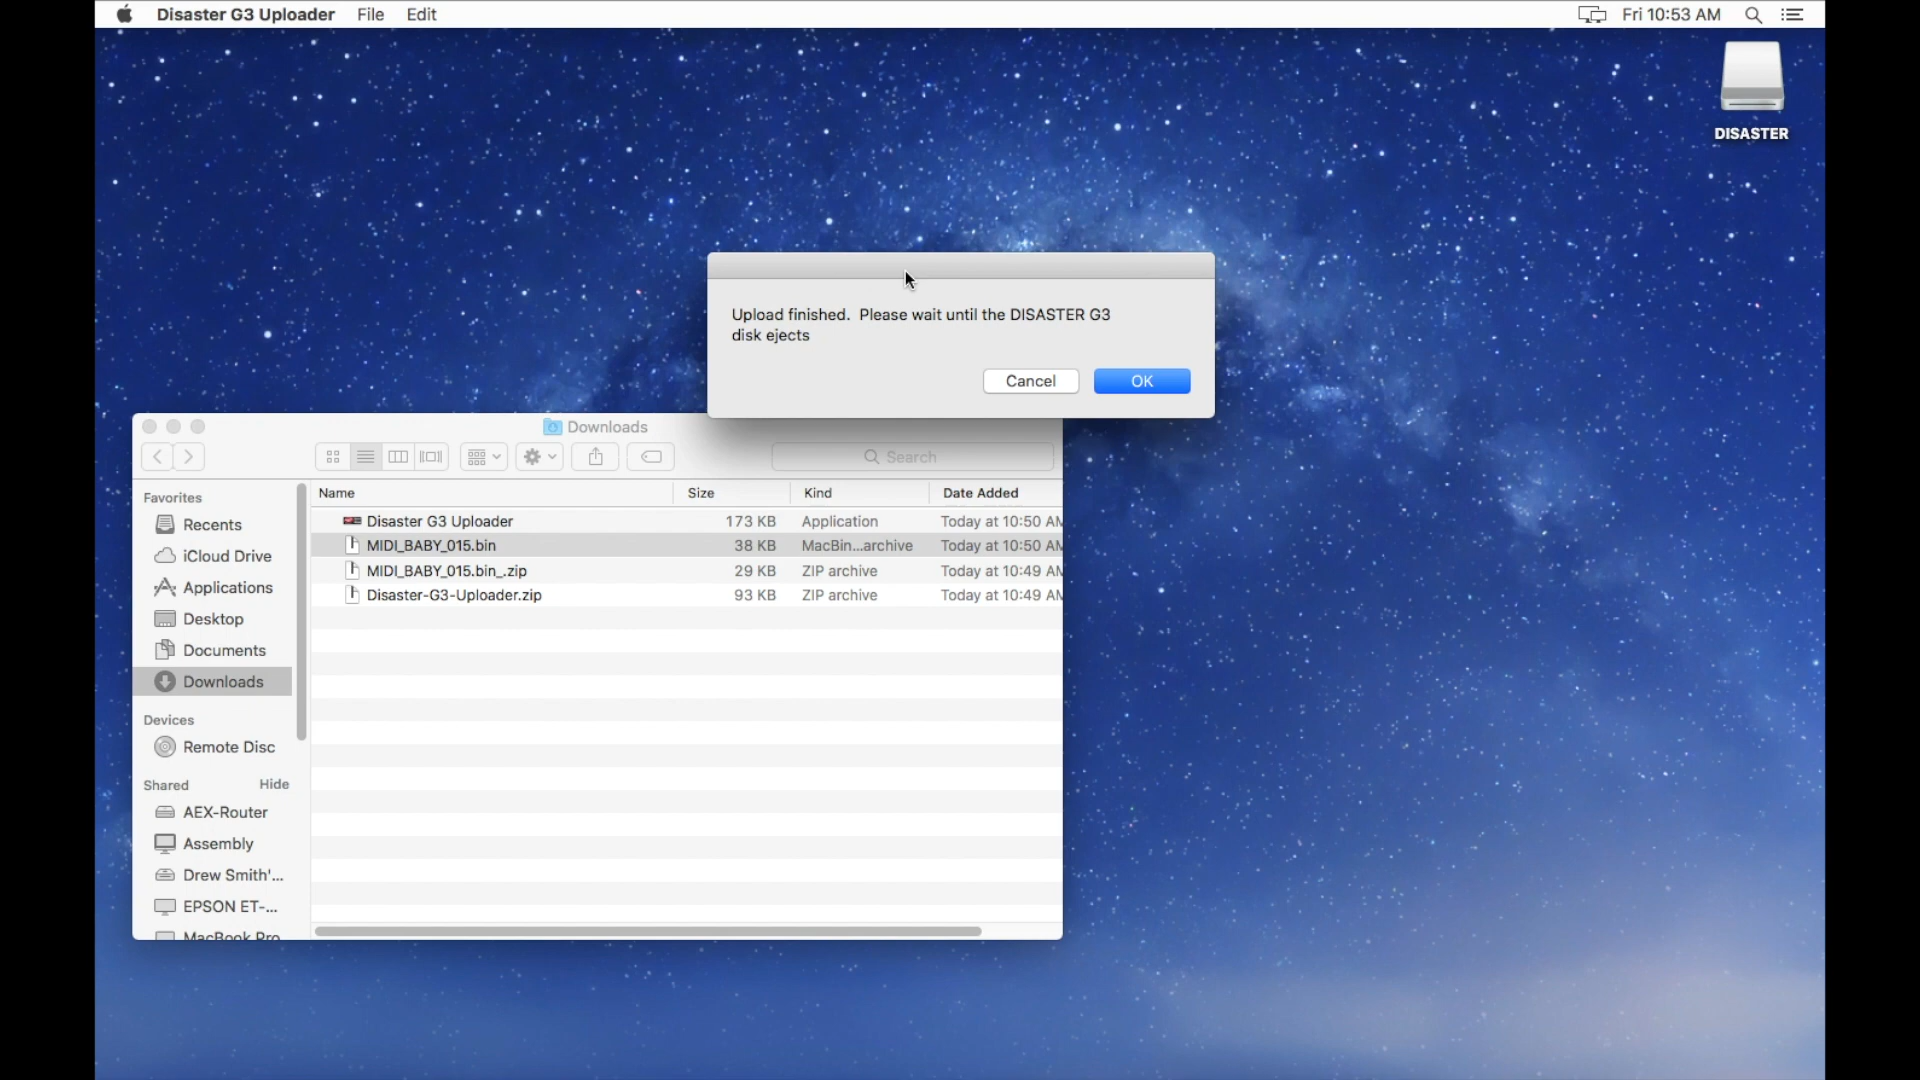 Disaster G3 Uploader File Edit Fri 10:53 AM
DISASTER
Upload finished.  Please wait until the DISASTER G3
disk ejects
Cancel OK
Downloads
Search
Favorites
Recents
iCloud Drive
Applications
Desktop
Documents
Downloads
Devices
Remote Disc
Shared Hide
AEX-Router
Assembly
Drew Smith'...
EPSON ET-...
MacBook Pro
Name Size Kind Date Added
Disaster G3 Uploader 173 KB Application Today at 10:50 AM
MIDI_BABY_015.bin 38 KB MacBin...archive Today at 10:50 AM
MIDI_BABY_015.bin_.zip 29 KB ZIP archive Today at 10:49 AM
Disaster-G3-Uploader.zip 93 KB ZIP archive Today at 10:49 AM